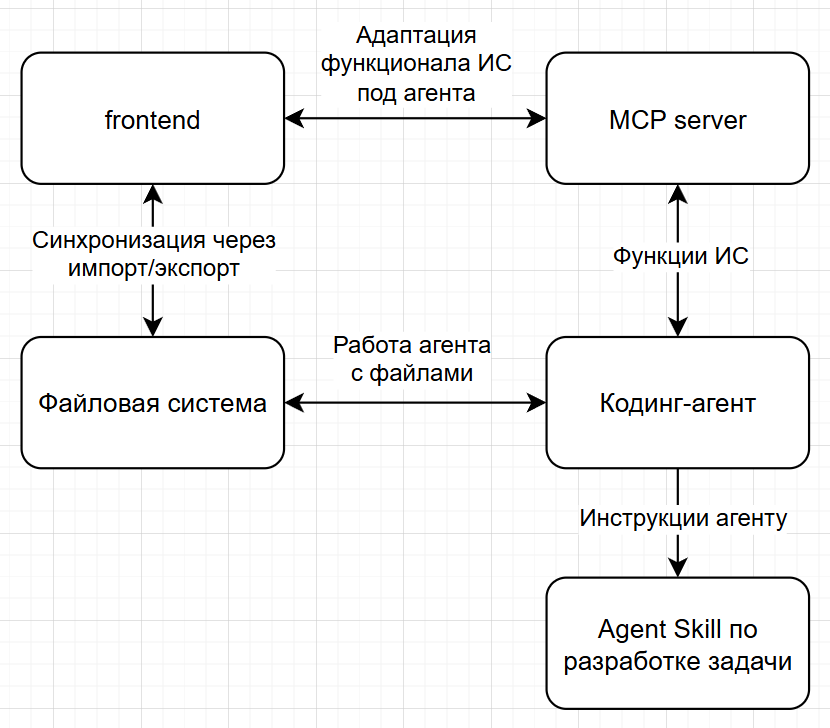 Адаптация
функционала ИС
под агента
frontend
MCP server
Синхронизация через
импорт/экспорт
Функции ИС
Работа агента
с файлами
Файловая система
Кодинг-агент
Инструкции агенту
Agent Skill по
разработке задачи